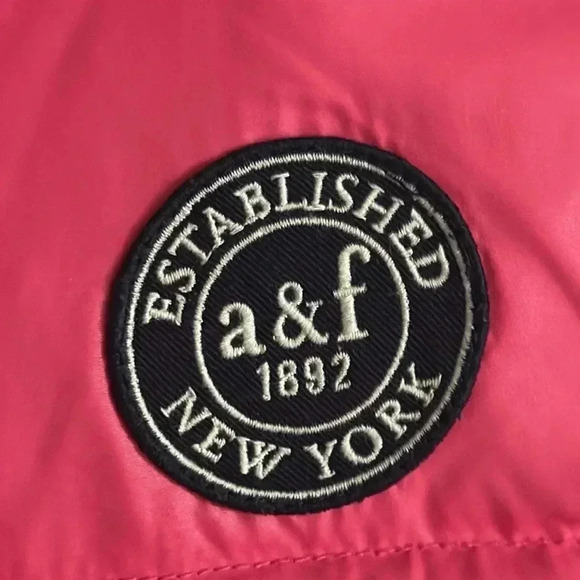 ESTABLISHED
a&f
1892
NEW YORK